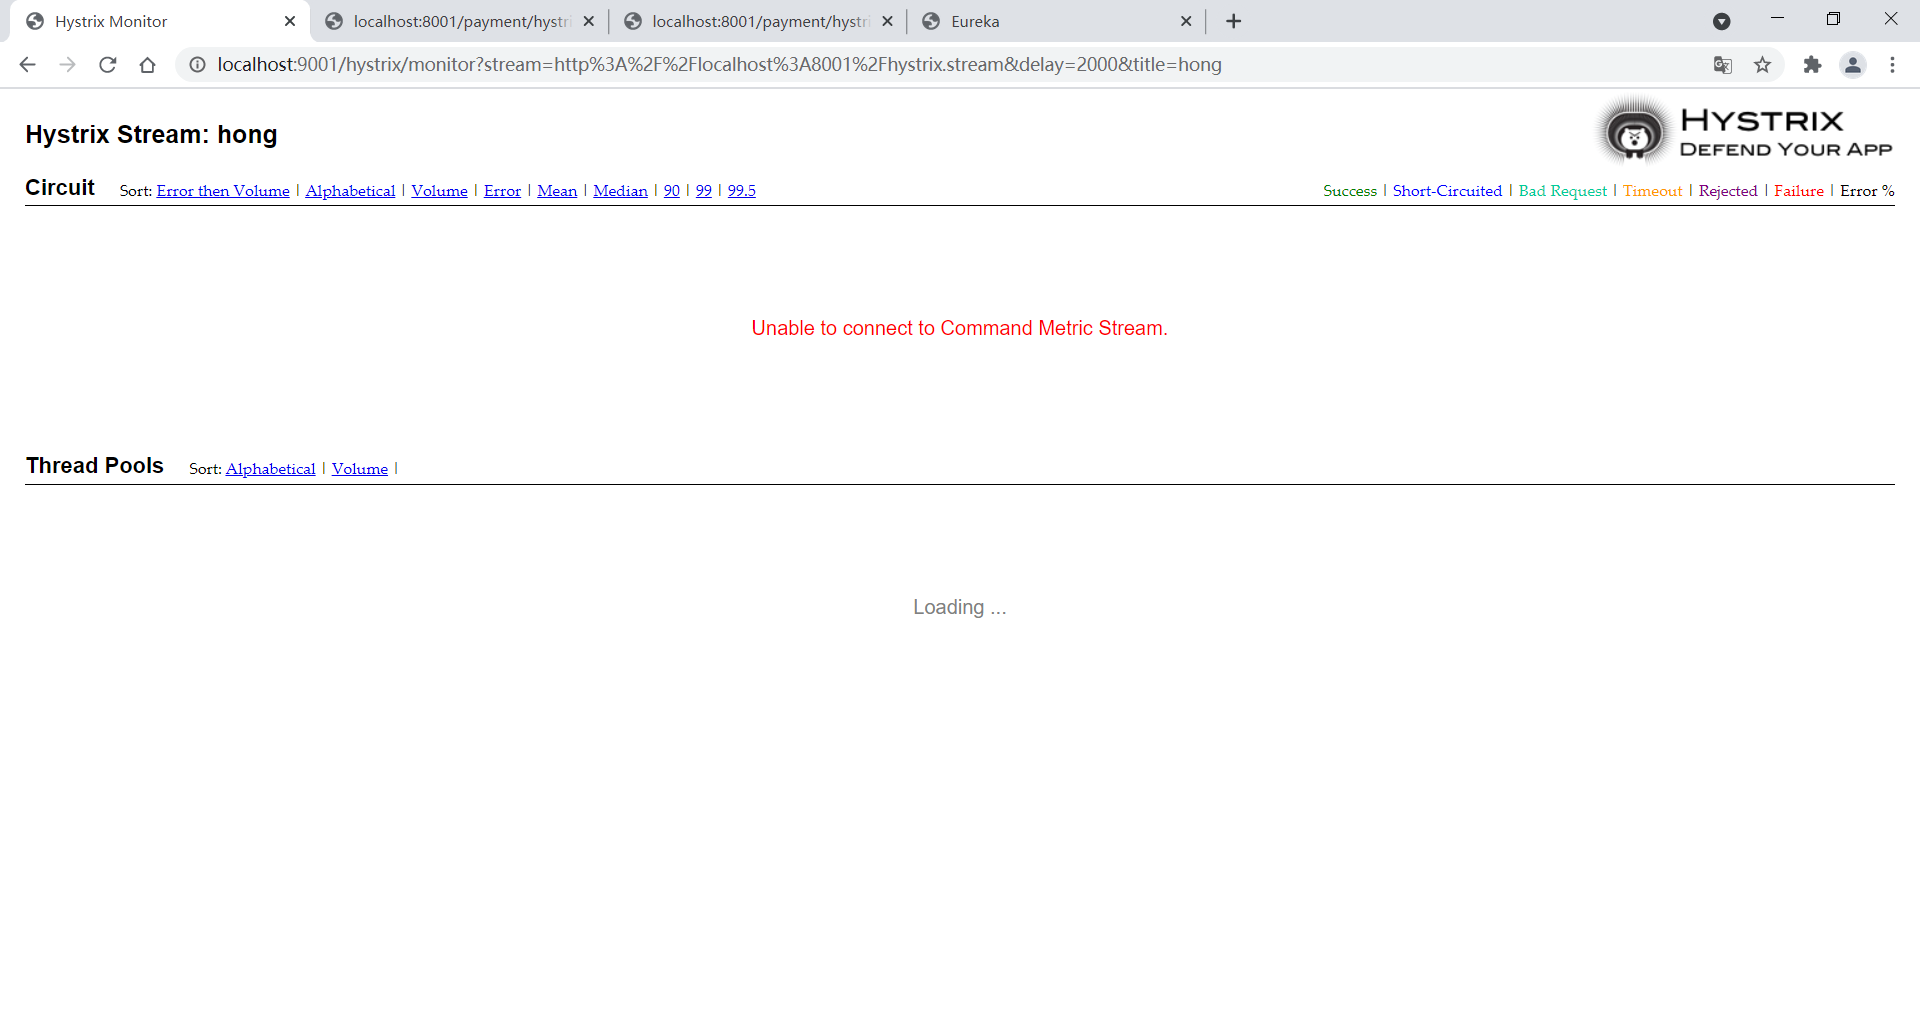 Hystrix Monitor
localhost:8001/payment/hystri
localhost:8001/payment/hystri
Eureka
localhost:9001/hystrix/monitor?stream=http%3A%2F%2Flocalhost%3A8001%2Fhystrix.stream&delay=2000&title=hong
Hystrix Stream: hong
HYSTRIX
DEFEND YOUR APP
Circuit Sort: Error then Volume | Alphabetical | Volume | Error | Mean | Median | 90 | 99 | 99.5
Success | Short-Circuited | Bad Request | Timeout | Rejected | Failure | Error %
Unable to connect to Command Metric Stream.
Thread Pools Sort: Alphabetical | Volume |
Loading ...